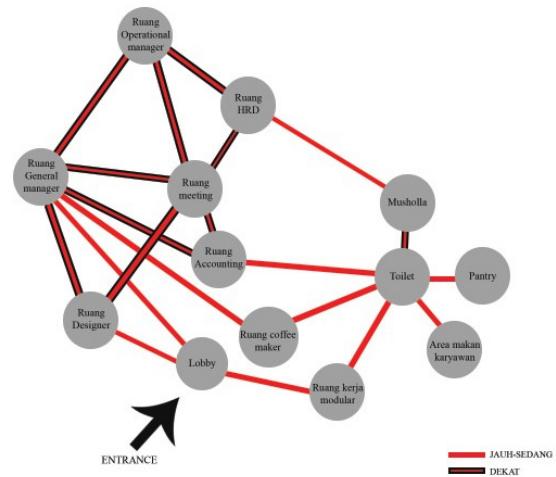 Ruang
Operational
manager
Ruang
HRD
Ruang
General
manager
Ruang
meeting
Musholla
Ruang
Accounting
Toilet
Pantry
Ruang
Designer
Ruang coffee
maker
Area makan
karyawan
Lobby
Ruang kerja
modular
ENTRANCE
JAUH-SEDANG
DEKAT